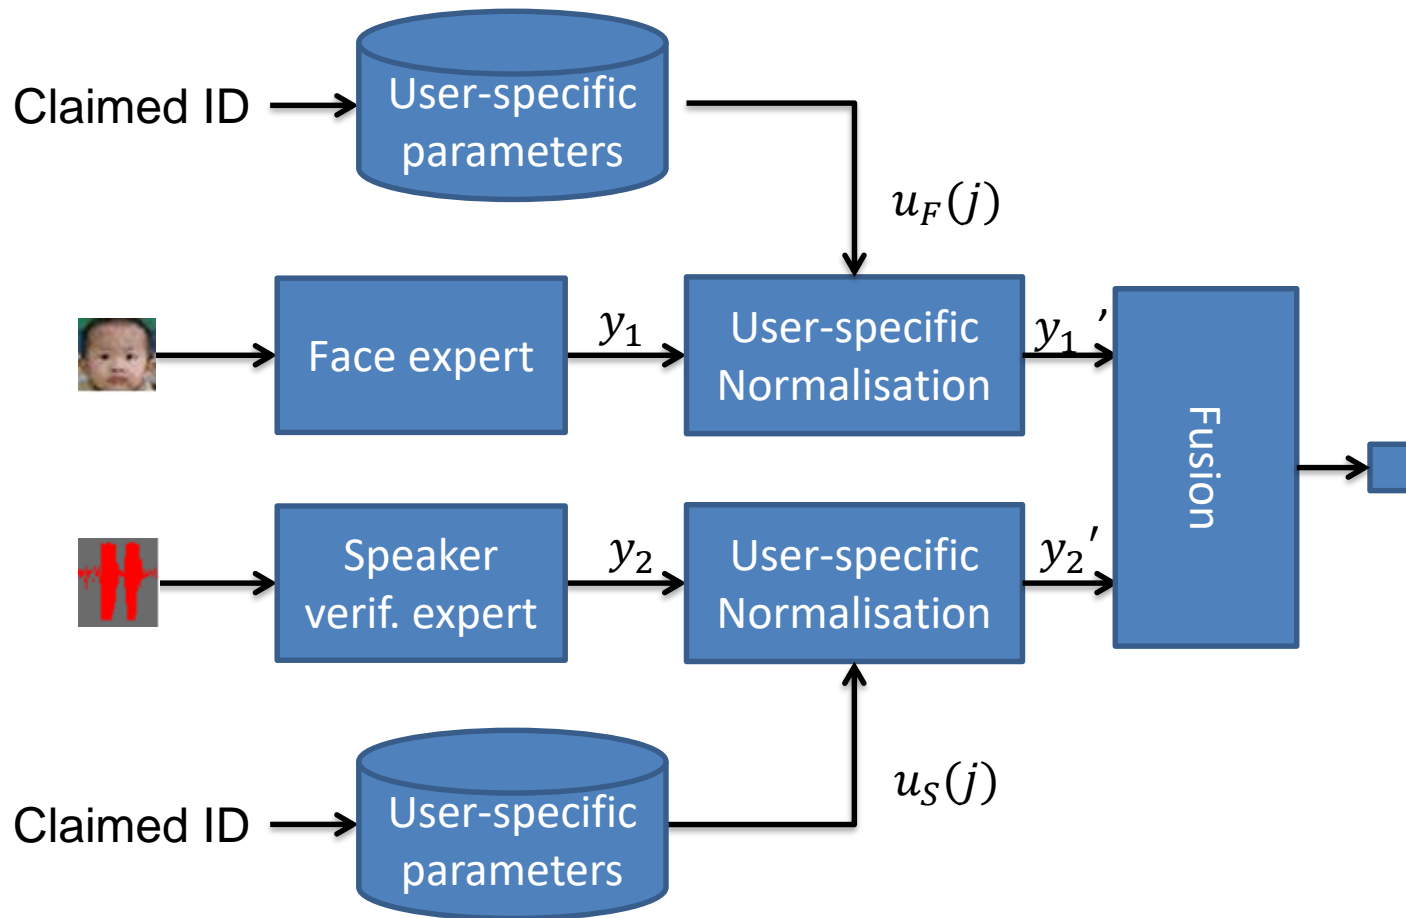 User-specific
parameters
Claimed ID
u_F(j)
Face expert
y_1
User-specific
Normalisation
y_1'
Fusion
Speaker
verif. expert
y_2
User-specific
Normalisation
y_2'
u_S(j)
Claimed ID
User-specific
parameters